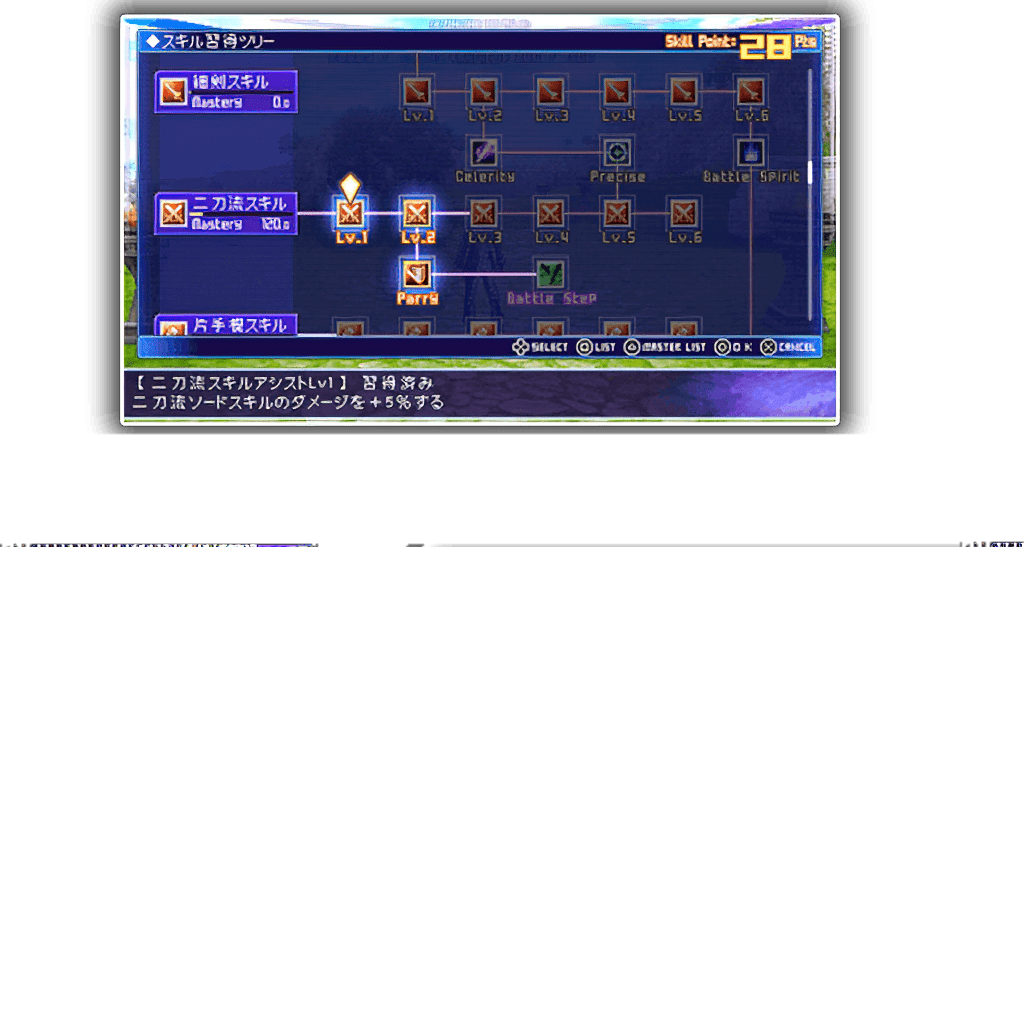 ◆スキル習得ツリー
Skill Point: 28 Pts
細剣スキル
Mastery 0.0
Lv.1 Lv.2 Lv.3 Lv.4 Lv.5 Lv.6
Celerity Precise Battle Spirit
二刀流スキル
Mastery 120.0
Lv.1 Lv.2 Lv.3 Lv.4 Lv.5 Lv.6
Parry Battle Step
片手棍スキル
SELECT LIST MASTER LIST OK CANCEL
【二刀流スキルアシストLv1】 習得済み
二刀流ソードスキルのダメージを+5%する